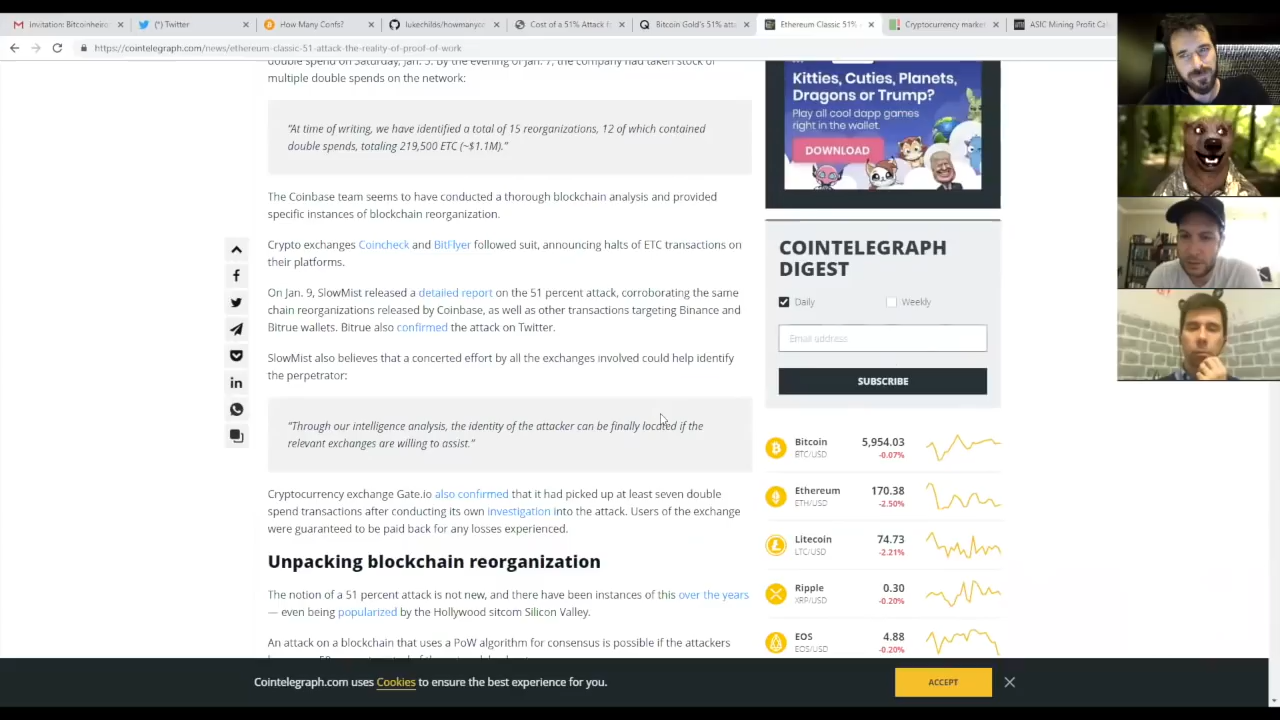 Invitation: Bitcoinheiro
(*) Twitter
How Many Confs?
lukechilds/howmanyco
Cost of a 51% Attack fo
Bitcoin Gold's 51% atta
Ethereum Classic 51%
Cryptocurrency market
ASIC Mining Profit Cal
https://cointelegraph.com/news/ethereum-classic-51-attack-the-reality-of-proof-of-work
double spend on Saturday, Jan. 5. By the evening of Jan. 7, the company had taken stock of
multiple double spends on the network:
"At time of writing, we have identified a total of 15 reorganizations, 12 of which contained
double spends, totaling 219,500 ETC (~$1.1M)."
The Coinbase team seems to have conducted a thorough blockchain analysis and provided
specific instances of blockchain reorganization.
Crypto exchanges Coincheck and BitFlyer followed suit, announcing halts of ETC transactions on
their platforms.
On Jan. 9, SlowMist released a detailed report on the 51 percent attack, corroborating the same
chain reorganizations released by Coinbase, as well as other transactions targeting Binance and
Bitrue wallets. Bitrue also confirmed the attack on Twitter.
SlowMist also believes that a concerted effort by all the exchanges involved could help identify
the perpetrator:
"Through our intelligence analysis, the identity of the attacker can be finally located if the
relevant exchanges are willing to assist."
Cryptocurrency exchange Gate.io also confirmed that it had picked up at least seven double
spend transactions after conducting its own investigation into the attack. Users of the exchange
were guaranteed to be paid back for any losses experienced.
Unpacking blockchain reorganization
The notion of a 51 percent attack is not new, and there have been instances of this over the years
— even being popularized by the Hollywood sitcom Silicon Valley.
An attack on a blockchain that uses a PoW algorithm for consensus is possible if the attackers
Kitties, Cuties, Planets,
Dragons or Trump?
Play all cool dapp games
right in the wallet.
DOWNLOAD
COINTELEGRAPH
DIGEST
Daily
Weekly
Email address
SUBSCRIBE
Bitcoin 5,954.03
BTC/USD -0.07%
Ethereum 170.38
ETH/USD -2.50%
Litecoin 74.73
LTC/USD -2.21%
Ripple 0.30
XRP/USD -0.20%
EOS 4.88
EOS/USD -0.20%
Cointelegraph.com uses Cookies to ensure the best experience for you.
ACCEPT